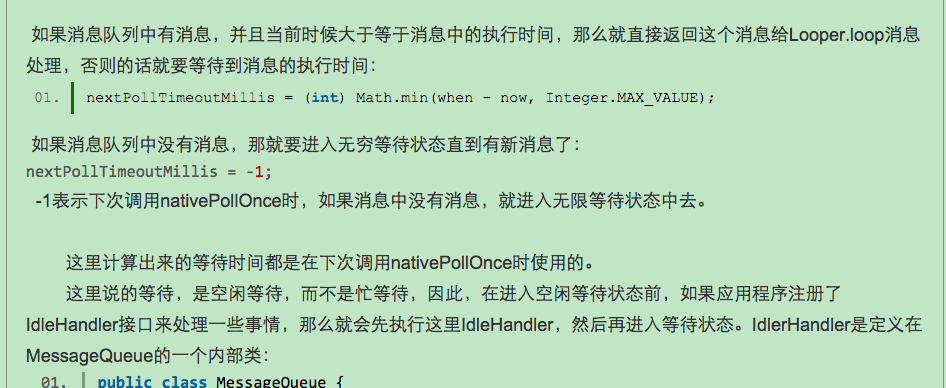 如果消息队列中有消息，并且当前时候大于等于消息中的执行时间，那么就直接返回这个消息给Looper.loop消息
处理，否则的话就要等待到消息的执行时间：
01. nextPollTimeoutMillis = (int) Math.min(when - now, Integer.MAX_VALUE);
如果消息队列中没有消息，那就要进入无穷等待状态直到有新消息了：
nextPollTimeoutMillis = -1;
-1表示下次调用nativePollOnce时，如果消息中没有消息，就进入无限等待状态中去。
这里计算出来的等待时间都是在下次调用nativePollOnce时使用的。
这里说的等待，是空闲等待，而不是忙等待，因此，在进入空闲等待状态前，如果应用程序注册了
IdleHandler接口来处理一些事情，那么就会先执行这里IdleHandler，然后再进入等待状态。IdlerHandler是定义在
MessageQueue的一个内部类：
01. public class MessageQueue {